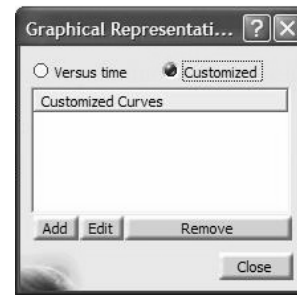 Graphical Representati... ? X
Versus time Customized
Customized Curves
Add Edit Remove
Close